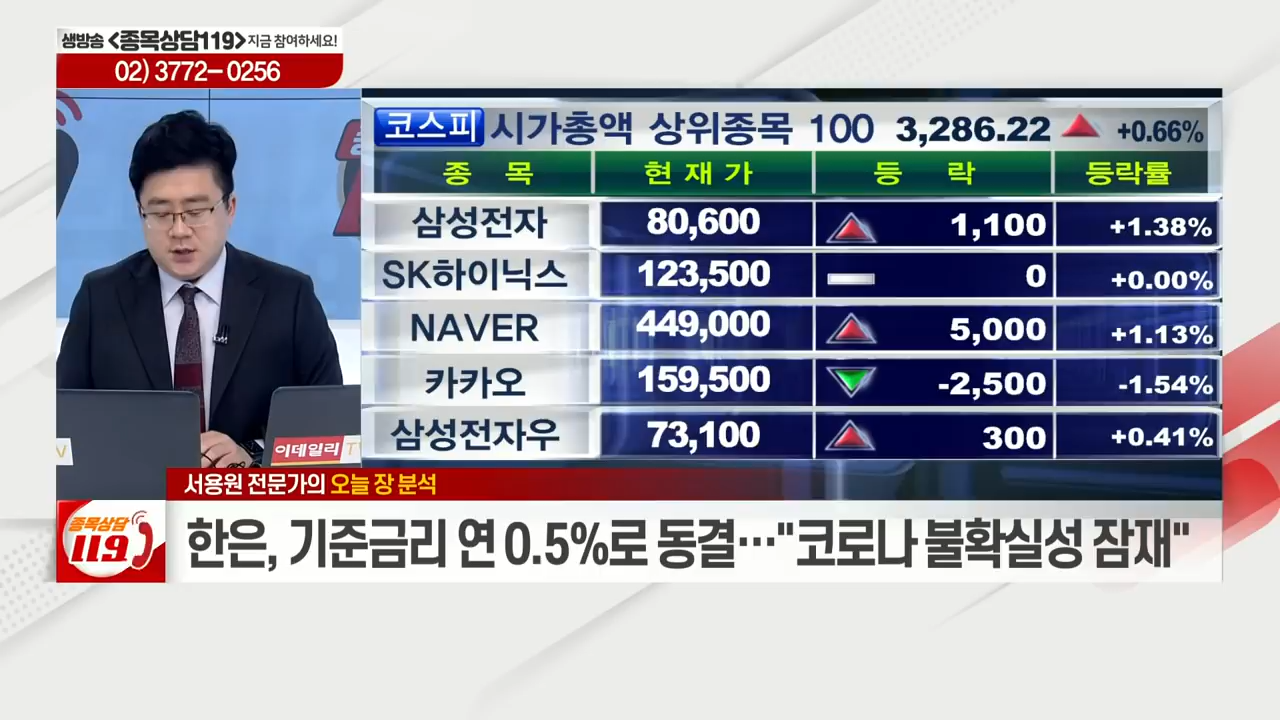 생방송 <종목상담119> 지금 참여하세요!
02) 3772-0256
코스피 시가총액 상위종목 100 3,286.22 ▲ +0.66%
종 목 현재가 등 락 등락률
삼성전자 80,600 ▲ 1,100 +1.38%
SK하이닉스 123,500 0 +0.00%
NAVER 449,000 ▲ 5,000 +1.13%
카카오 159,500 ▼ -2,500 -1.54%
삼성전자우 73,100 ▲ 300 +0.41%
이데일리 TV
서용원 전문가의 오늘 장 분석
종목상담
119
한은, 기준금리 연 0.5%로 동결…"코로나 불확실성 잠재"